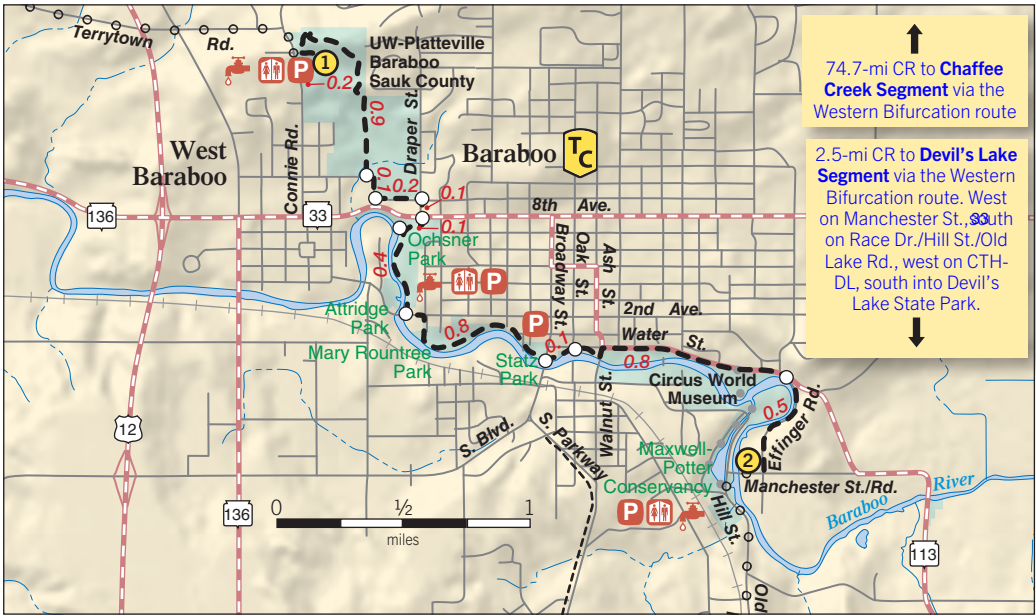 Terrytown
Rd.
1
UW-Platteville
Baraboo
Sauk County
P
0.2
0.9
Draper St.
74.7-mi CR to Chaffee
Creek Segment via the
Western Bifurcation route
2.5-mi CR to Devil's Lake
Segment via the Western
Bifurcation route. West
on Manchester St., south
33
on Race Dr./Hill St./Old
Lake Rd., west on CTH-
DL, south into Devil's
Lake State Park.
West
Baraboo
Connie Rd.
Baraboo
TC
0.1
0.2
0.1
136
33
8th Ave.
0.1
Ochsner
Park
0.4
Broadway St.
Oak St.
Ash St.
P
Attridge
Park
P
2nd Ave.
0.8
0.1
Water St.
Mary Rountree
Park
Statz
Park
0.8
Circus World
Museum
0.5
12
S. Blvd.
S. Parkway
Walnut St.
Effinger Rd.
Maxwell-
Potter
Conservancy
2
Manchester St./Rd.
Baraboo River
136
0 1/2 1
miles
P
Hill St.
113
Old